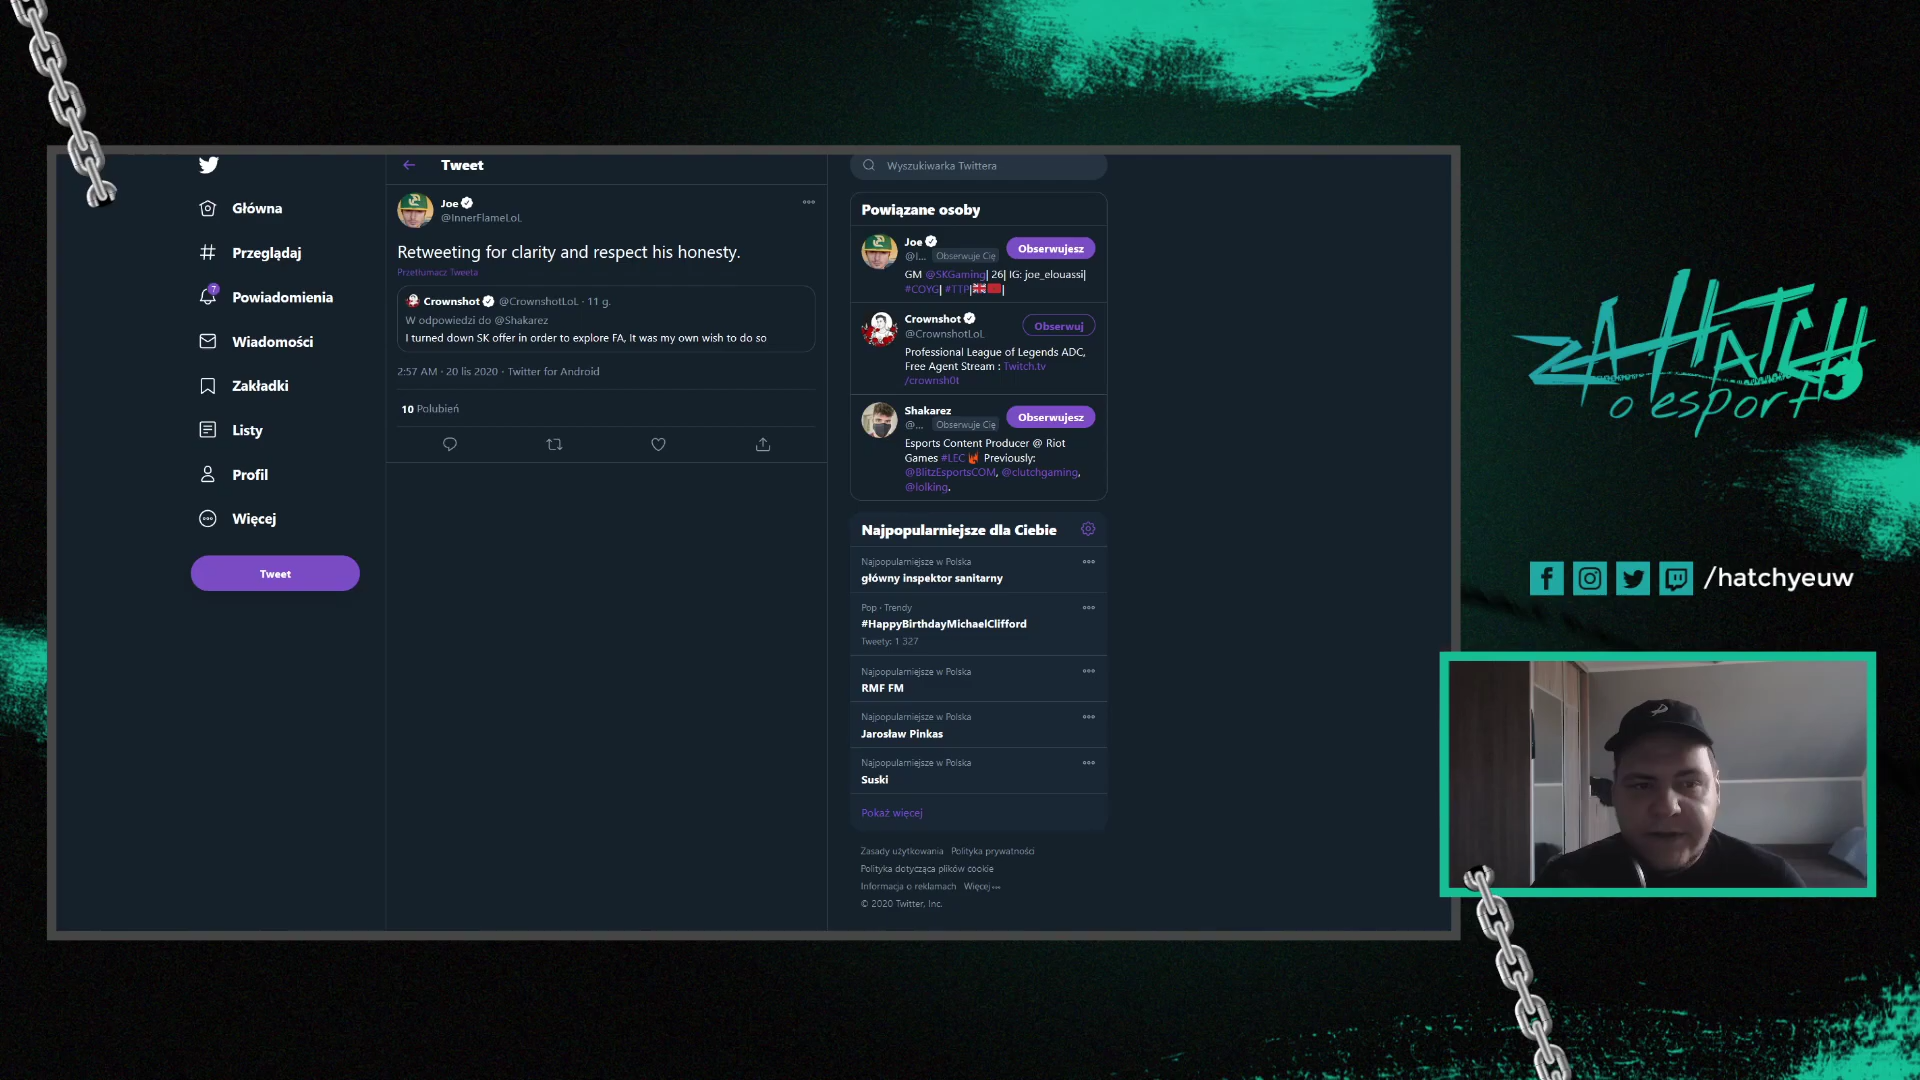 Główna
Przeglądaj
7
Powiadomienia
Wiadomości
Zakładki
Listy
Profil
Więcej
Tweet
Tweet
Joe
@InnerFlameLoL
Retweeting for clarity and respect his honesty.
Przetłumacz Tweeta
Crownshot @CrownshotLoL · 11 g.
W odpowiedzi do @Shakarez
I turned down SK offer in order to explore FA, It was my own wish to do so
2:57 AM · 20 lis 2020 · Twitter for Android
10 Polubień
Wyszukiwarka Twittera
Powiązane osoby
Joe
@I... Obserwuje Cię
Obserwujesz
GM @SKGaming| 26| IG: joe_elouassi|
#COYG| #TTP| |
Crownshot
@CrownshotLoL
Obserwuj
Professional League of Legends ADC,
Free Agent Stream : Twitch.tv
/crownsh0t
Shakarez
@... Obserwuje Cię
Obserwujesz
Esports Content Producer @ Riot
Games #LEC Previously:
@BlitzEsportsCOM, @clutchgaming,
@lolking.
Najpopularniejsze dla Ciebie
Najpopularniejsze w Polska
główny inspektor sanitarny
Pop · Trendy
#HappyBirthdayMichaelClifford
Tweety: 1 327
Najpopularniejsze w Polska
RMF FM
Najpopularniejsze w Polska
Jarosław Pinkas
Najpopularniejsze w Polska
Suski
Pokaż więcej
Zasady użytkowania Polityka prywatności
Polityka dotycząca plików cookie
Informacja o reklamach Więcej
© 2020 Twitter, Inc.
ZA HATCH
o esport
/hatchyeuw